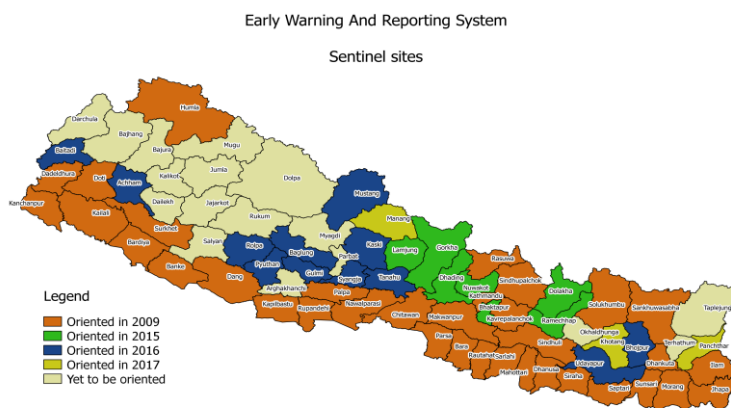 Early Warning And Reporting System
Sentinel sites
Humla
Darchula
Bajhang
Baitadi
Bajura
Mugu
Dadeldhura
Doti
Achham
Kalikot
Jumla
Dolpa
Kanchanpur
Kailali
Dailekh
Jajarkot
Mustang
Surkhet
Rukum
Manang
Bardiya
Salyan
Rolpa
Myagdi
Baglung
Parbat
Kaski
Lamjung
Gorkha
Banke
Dang
Pyuthan
Gulmi
Syangja
Tanahu
Dhading
Rasuwa
Arghakhanchi
Palpa
Nuwakot
Sindhupalchok
Kathmandu
Dolakha
Kapilbastu
Rupandehi
Nawalparasi
Chitawan
Makwanpur
Bhaktapur
Kavrepalanchok
Ramechhap
Solukhumbu
Sankhuwasabha
Taplejung
Parsa
Bara
Rautahat
Sarlahi
Sindhuli
Okhaldhunga
Khotang
Bhojpur
Terhathum
Panchthar
Mahottari
Dhanusa
Siraha
Udayapur
Dhankuta
Ilam
Saptari
Sunsari
Morang
Jhapa
Legend
Oriented in 2009
Oriented in 2015
Oriented in 2016
Oriented in 2017
Yet to be oriented